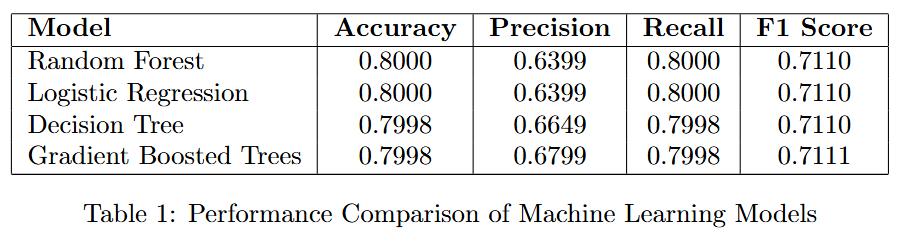 Model Accuracy Precision Recall F1 Score
Random Forest 0.8000 0.6399 0.8000 0.7110
Logistic Regression 0.8000 0.6399 0.8000 0.7110
Decision Tree 0.7998 0.6649 0.7998 0.7110
Gradient Boosted Trees 0.7998 0.6799 0.7998 0.7111
Table 1: Performance Comparison of Machine Learning Models